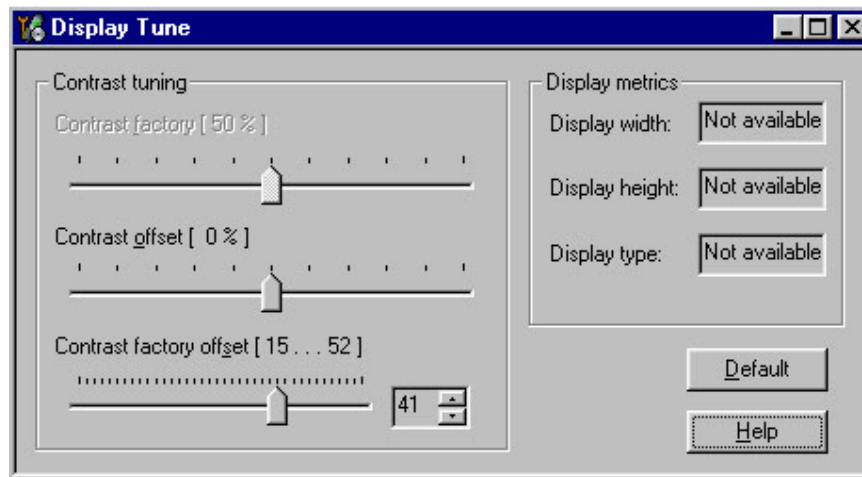 Display Tune
Contrast tuning
Contrast factory [ 50 % ]
Contrast offset [ 0 % ]
Contrast factory offset [ 15 . . . 52 ]
41
Display metrics
Display width: Not available
Display height: Not available
Display type: Not available
Default
Help